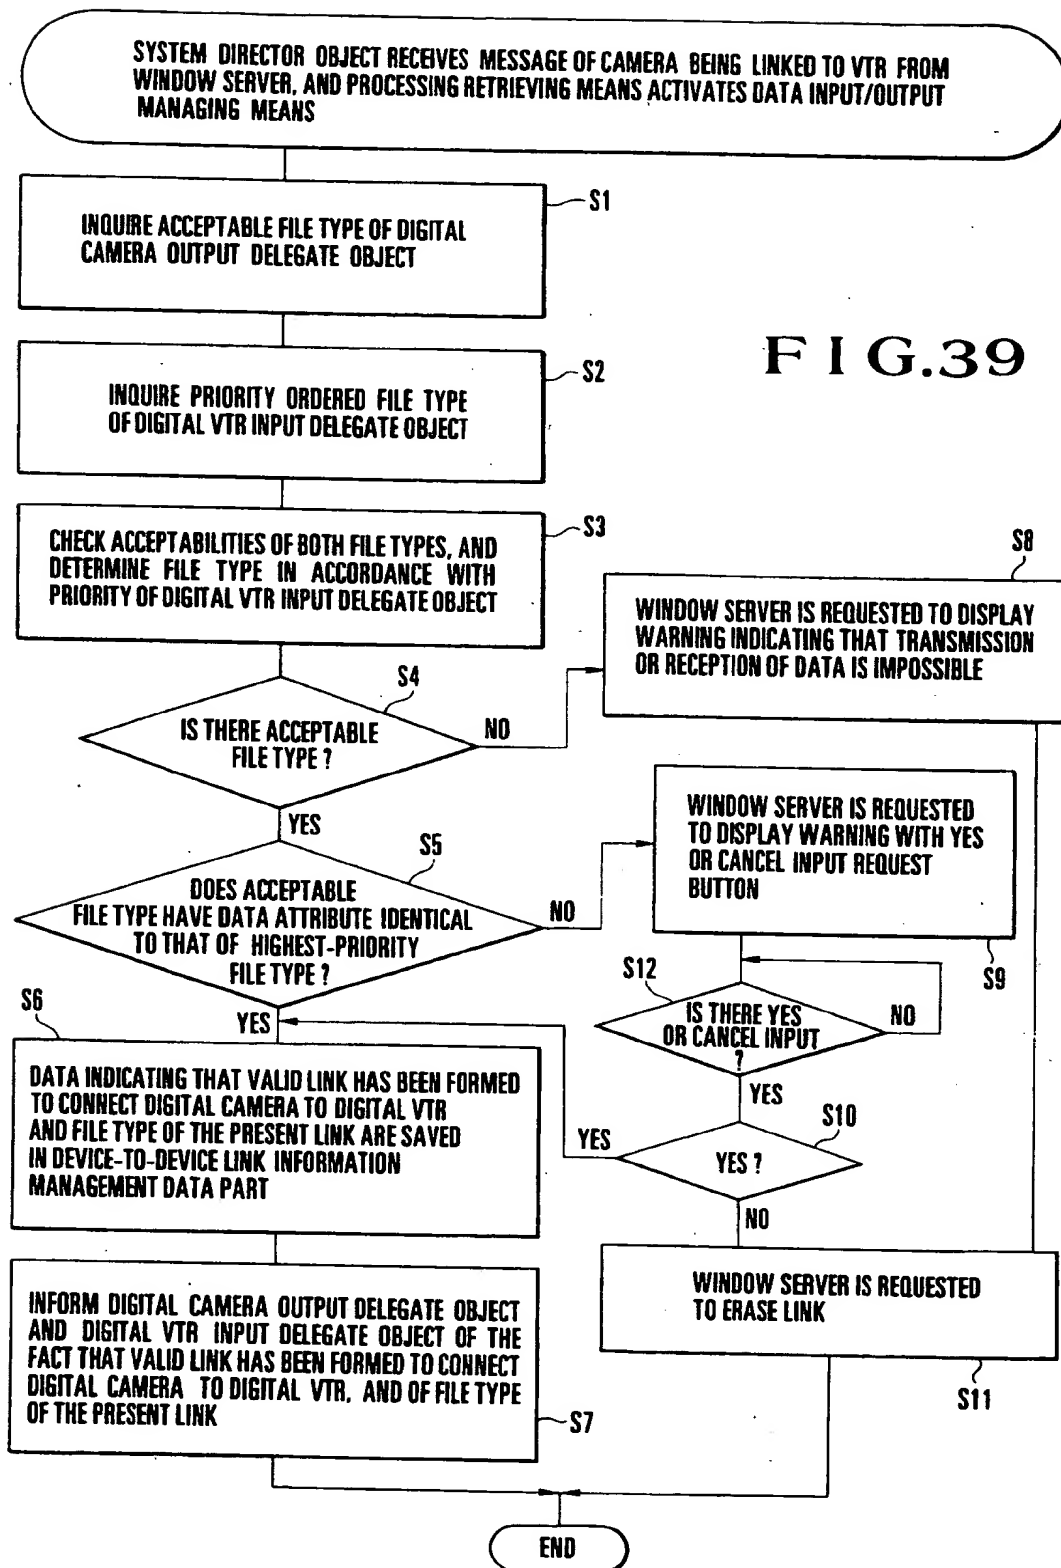 SYSTEM DIRECTOR OBJECT RECEIVES MESSAGE OF CAMERA BEING LINKED TO VTR FROM
WINDOW SERVER, AND PROCESSING RETRIEVING MEANS ACTIVATES DATA INPUT/OUTPUT
MANAGING MEANS
S1
INQUIRE ACCEPTABLE FILE TYPE OF DIGITAL
CAMERA OUTPUT DELEGATE OBJECT
FIG.39
S2
INQUIRE PRIORITY ORDERED FILE TYPE
OF DIGITAL VTR INPUT DELEGATE OBJECT
S3
CHECK ACCEPTABILITIES OF BOTH FILE TYPES, AND
DETERMINE FILE TYPE IN ACCORDANCE WITH
PRIORITY OF DIGITAL VTR INPUT DELEGATE OBJECT
S8
WINDOW SERVER IS REQUESTED TO DISPLAY
WARNING INDICATING THAT TRANSMISSION
OR RECEPTION OF DATA IS IMPOSSIBLE
S4
IS THERE ACCEPTABLE
FILE TYPE ?
NO
YES
S5
DOES ACCEPTABLE
FILE TYPE HAVE DATA ATTRIBUTE IDENTICAL
TO THAT OF HIGHEST-PRIORITY
FILE TYPE ?
NO
YES
WINDOW SERVER IS REQUESTED
TO DISPLAY WARNING WITH YES
OR CANCEL INPUT REQUEST
BUTTON
S9
S12
IS THERE YES
OR CANCEL INPUT
?
NO
YES
S6
DATA INDICATING THAT VALID LINK HAS BEEN FORMED
TO CONNECT DIGITAL CAMERA TO DIGITAL VTR
AND FILE TYPE OF THE PRESENT LINK ARE SAVED
IN DEVICE-TO-DEVICE LINK INFORMATION
MANAGEMENT DATA PART
S10
YES ?
YES
NO
WINDOW SERVER IS REQUESTED
TO ERASE LINK
S11
INFORM DIGITAL CAMERA OUTPUT DELEGATE OBJECT
AND DIGITAL VTR INPUT DELEGATE OBJECT OF THE
FACT THAT VALID LINK HAS BEEN FORMED TO CONNECT
DIGITAL CAMERA TO DIGITAL VTR, AND OF FILE TYPE
OF THE PRESENT LINK
S7
END